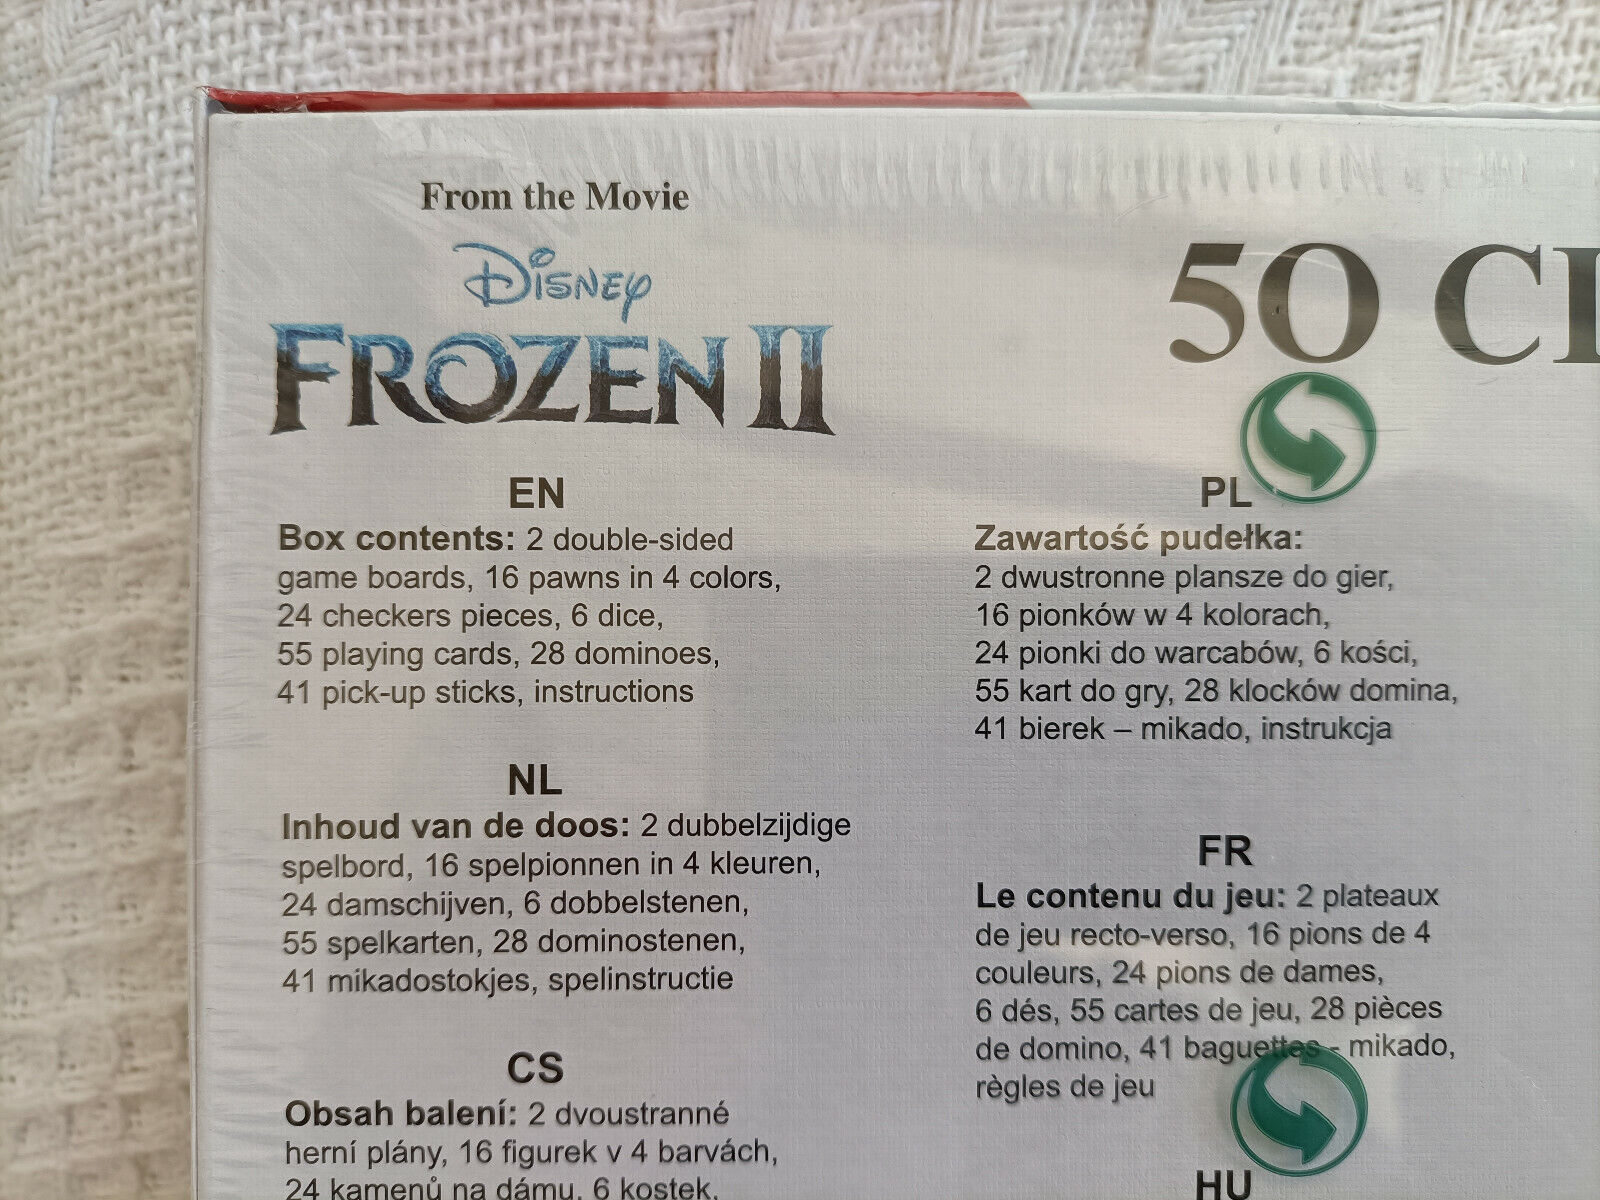 From the Movie
Disney
FROZEN II
50 CL
EN
Box contents: 2 double-sided
game boards, 16 pawns in 4 colors,
24 checkers pieces, 6 dice,
55 playing cards, 28 dominoes,
41 pick-up sticks, instructions
NL
Inhoud van de doos: 2 dubbelzijdige
spelbord, 16 spelpionnen in 4 kleuren,
24 damschijven, 6 dobbelstenen,
55 spelkarten, 28 dominostenen,
41 mikadostokjes, spelinstructie
CS
Obsah balení: 2 dvoustranné
herní plány, 16 figurek v 4 barvách,
24 kamenů na dámu, 6 kostek,
PL
Zawartość pudełka:
2 dwustronne plansze do gier,
16 pionków w 4 kolorach,
24 pionki do warcabów, 6 kości,
55 kart do gry, 28 klocków domina,
41 bierek – mikado, instrukcja
FR
Le contenu du jeu: 2 plateaux
de jeu recto-verso, 16 pions de 4
couleurs, 24 pions de dames,
6 dés, 55 cartes de jeu, 28 pièces
de domino, 41 baguettes - mikado,
règles de jeu
HU